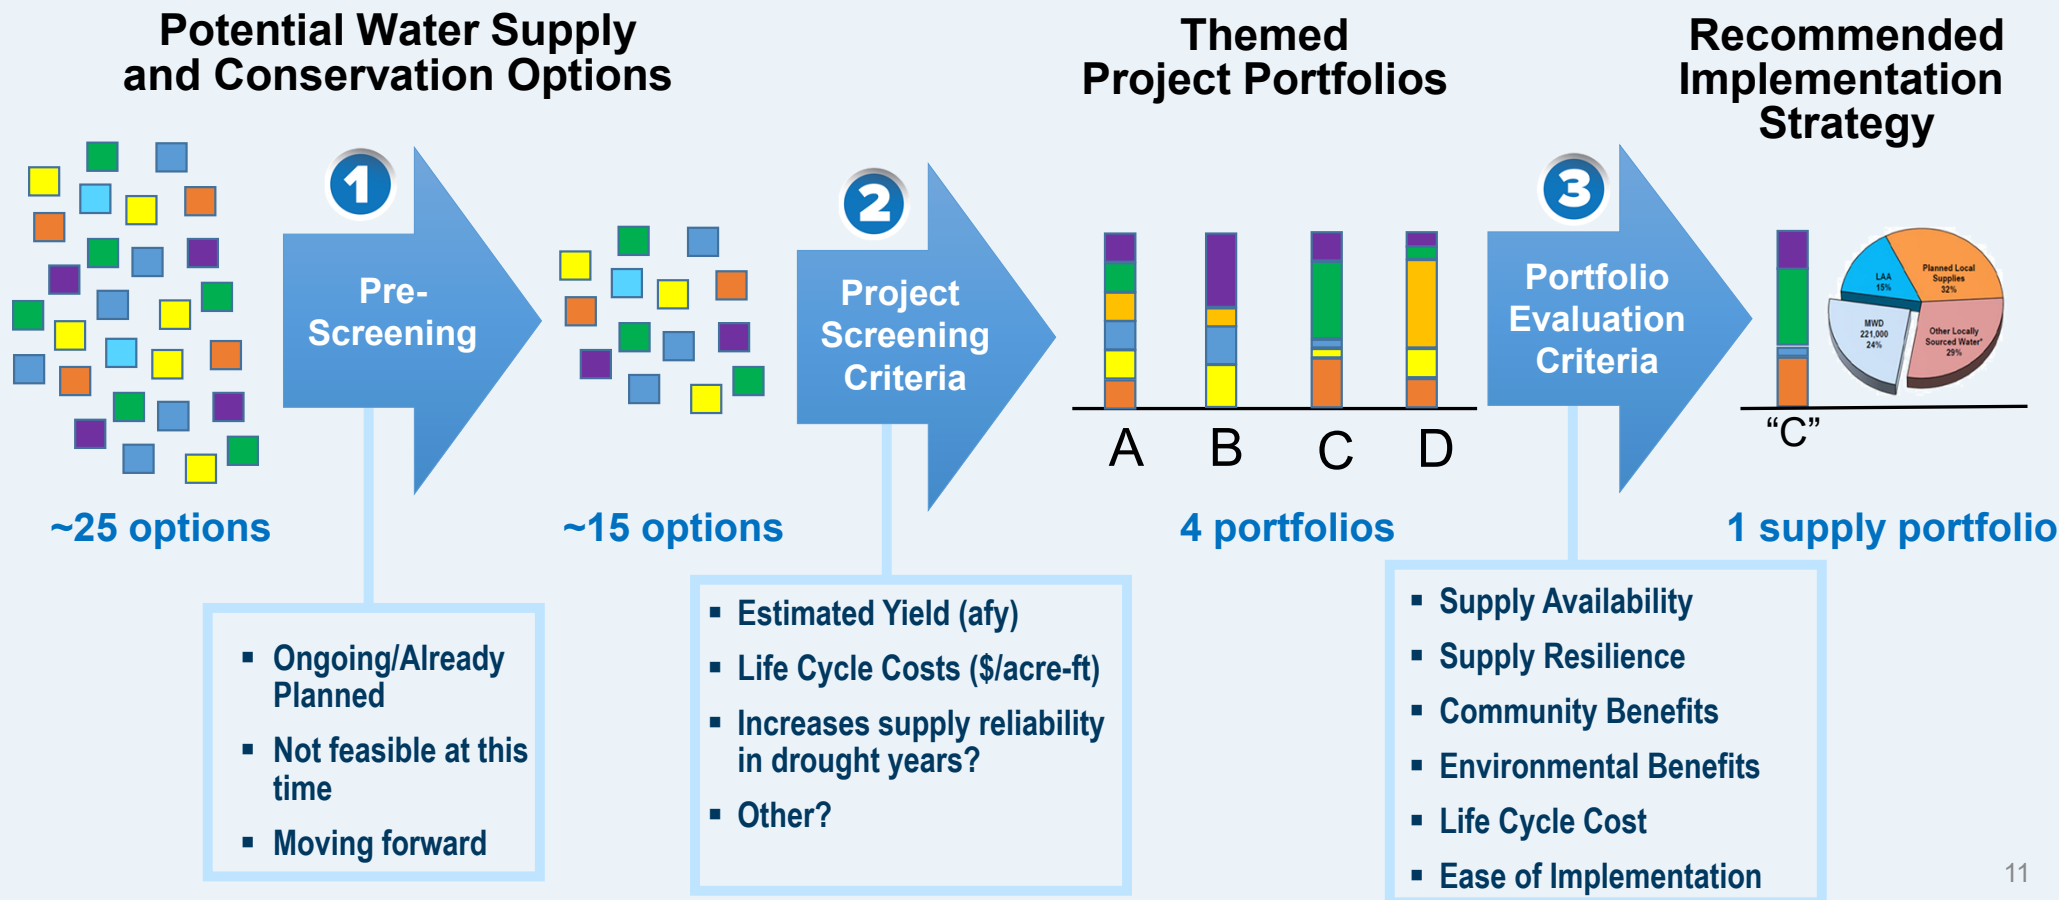 Potential Water Supply
and Conservation Options
Themed
Project Portfolios
Recommended
Implementation
Strategy
1
Pre-
Screening
2
Project
Screening
Criteria
3
Portfolio
Evaluation
Criteria
A
B
C
D
LAA
15%
Planned Local
Supplies
32%
MWD
221,000
24%
Other Locally
Sourced Water*
29%
“C”
~25 options
~15 options
4 portfolios
1 supply portfolio
▪ Ongoing/Already
Planned
▪ Not feasible at this
time
▪ Moving forward
▪ Estimated Yield (afy)
▪ Life Cycle Costs ($/acre-ft)
▪ Increases supply reliability
in drought years?
▪ Other?
▪ Supply Availability
▪ Supply Resilience
▪ Community Benefits
▪ Environmental Benefits
▪ Life Cycle Cost
▪ Ease of Implementation
11